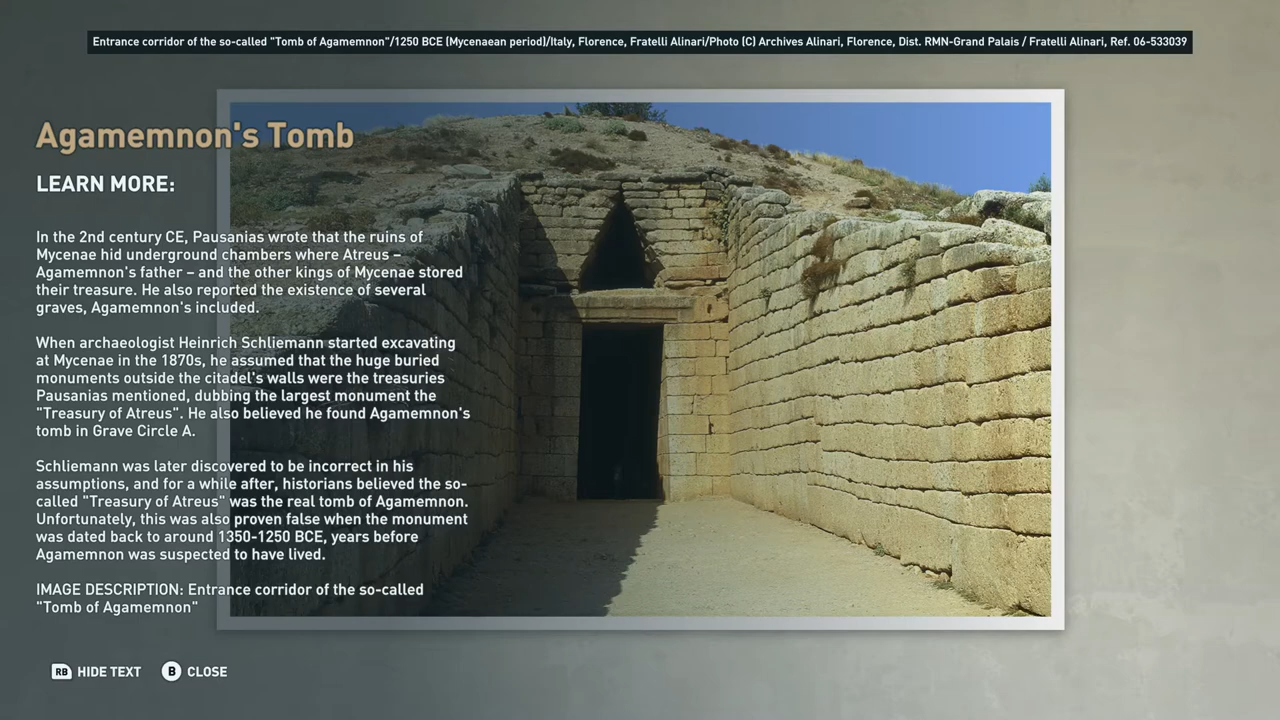 Entrance corridor of the so-called "Tomb of Agamemnon"/1250 BCE (Mycenaean period)/Italy, Florence, Fratelli Alinari/Photo (C) Archives Alinari, Florence, Dist. RMN-Grand Palais / Fratelli Alinari, Ref. 06-533039
Agamemnon's Tomb
LEARN MORE:
In the 2nd century CE, Pausanias wrote that the ruins of
Mycenae hid underground chambers where Atreus –
Agamemnon's father – and the other kings of Mycenae stored
their treasure. He also reported the existence of several
graves, Agamemnon's included.
When archaeologist Heinrich Schliemann started excavating
at Mycenae in the 1870s, he assumed that the huge buried
monuments outside the citadel's walls were the treasuries
Pausanias mentioned, dubbing the largest monument the
"Treasury of Atreus". He also believed he found Agamemnon's
tomb in Grave Circle A.
Schliemann was later discovered to be incorrect in his
assumptions, and for a while after, historians believed the so-
called "Treasury of Atreus" was the real tomb of Agamemnon.
Unfortunately, this was also proven false when the monument
was dated back to around 1350-1250 BCE, years before
Agamemnon was suspected to have lived.
IMAGE DESCRIPTION: Entrance corridor of the so-called
"Tomb of Agamemnon"
RB HIDE TEXT B CLOSE